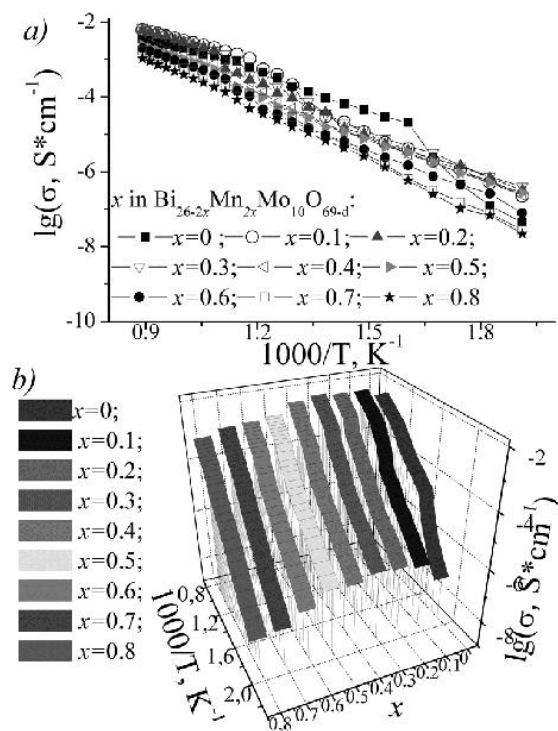 a)
-2
-4
-6
-8
-10
lg(σ, S*cm⁻¹)
x in Bi₂₆₋₂ₓMn₂ₓMo₁₀O₆₉₋d:
x=0 ; x=0.1; x=0.2;
x=0.3; x=0.4; x=0.5;
x=0.6; x=0.7; x=0.8
0.9 1.2 1.5 1.8
1000/T, K⁻¹
b)
x=0;
x=0.1;
x=0.2;
x=0.3;
x=0.4;
x=0.5;
x=0.6;
x=0.7;
x=0.8
-2
-4
-6
-8
lg(σ, S*cm⁻¹)
0,8
1,2
1,6
2,0
1000/T, K⁻¹
0.8 0.7 0.6 0.5 0.4 0.3 0.2 0.1 0
x